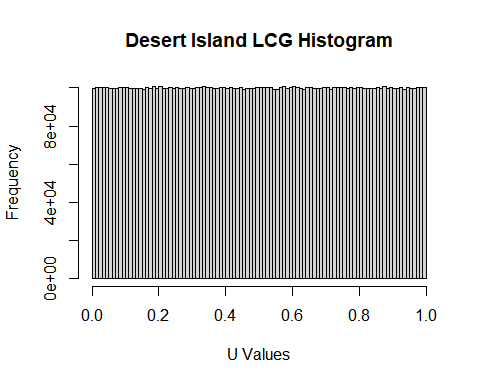 Desert Island LCG Histogram
Frequency
0e+00 4e+04 8e+04
0.0 0.2 0.4 0.6 0.8 1.0
U Values